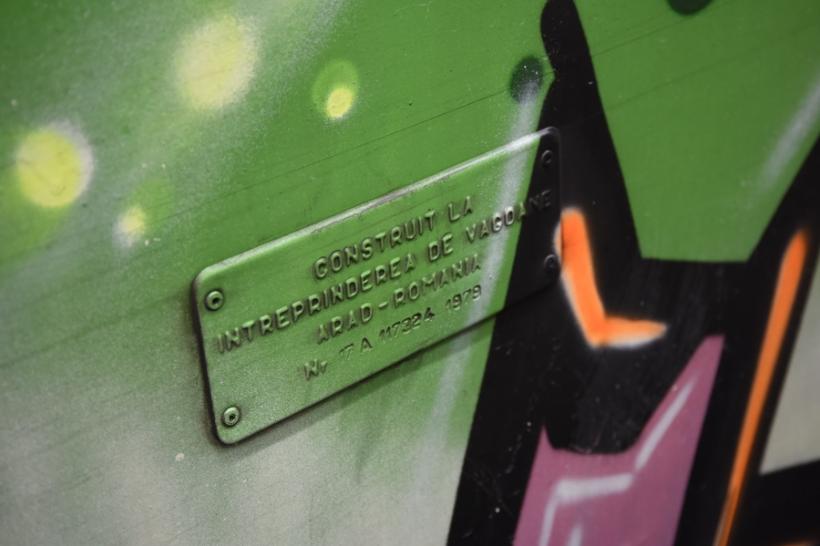 CONSTRUIT LA
INTREPRINDEREA DE VAGOANE
ARAD-ROMANIA
Nr 17 A 117324 1979